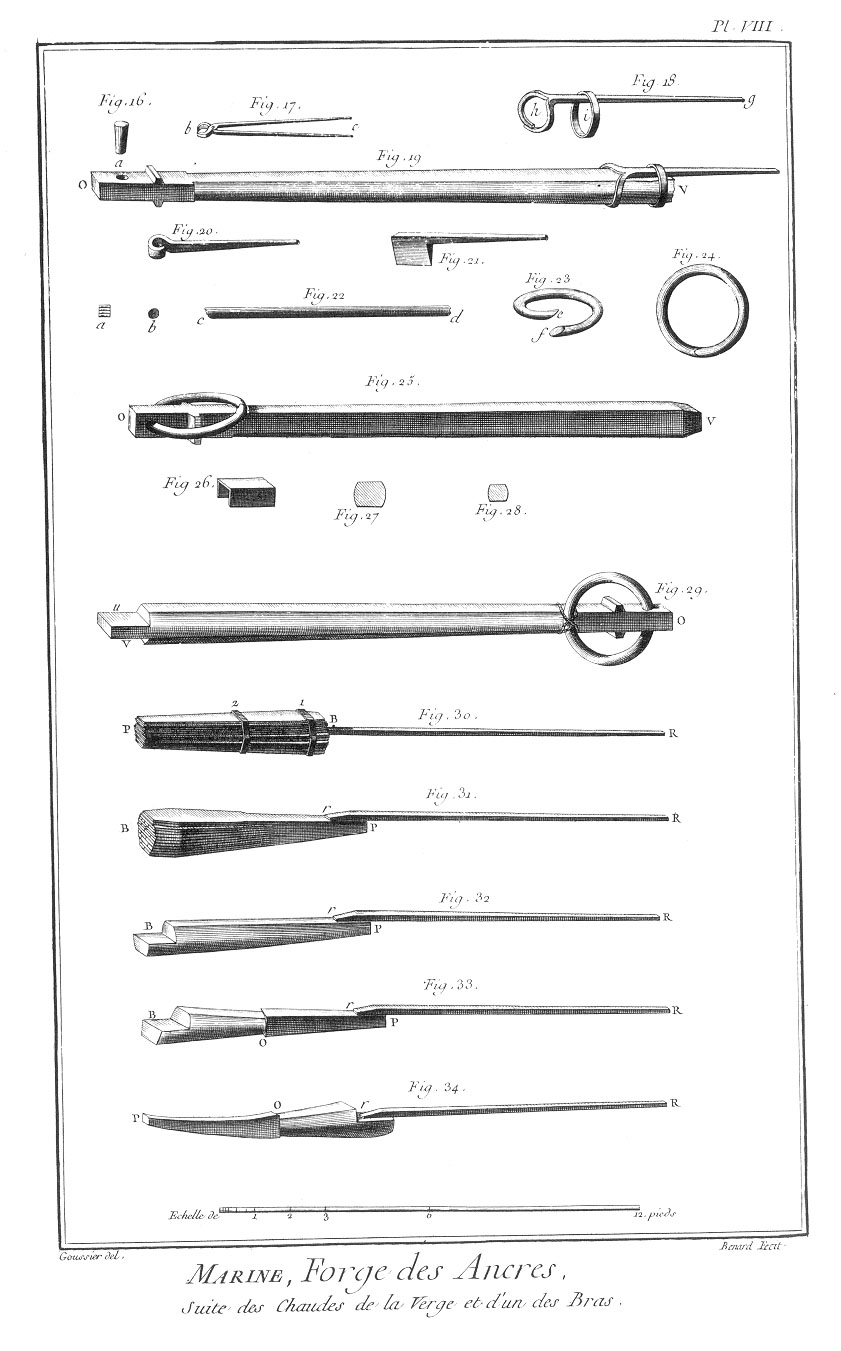 Pl. VIII.
Fig. 16.
a
Fig. 17.
b c
Fig. 18.
h i g
Fig. 19
O V
Fig. 20.
Fig. 21.
Fig. 22
a b c d
Fig. 23
e
f
Fig. 24.
Fig. 25.
O V
Fig 26.
Fig. 27
Fig. 28.
Fig. 29.
u
V O
Fig. 30.
P 2 1 B R
Fig. 31.
B r P R
Fig. 32
B r P R
Fig. 33.
B O r P R
Fig. 34.
P O r R
Echelle de 1 2 3 6 12. pieds
Goussier del.
Benard Fecit
MARINE, Forge des Ancres,
Suite des Chaudes de la Verge et d'un des Bras.